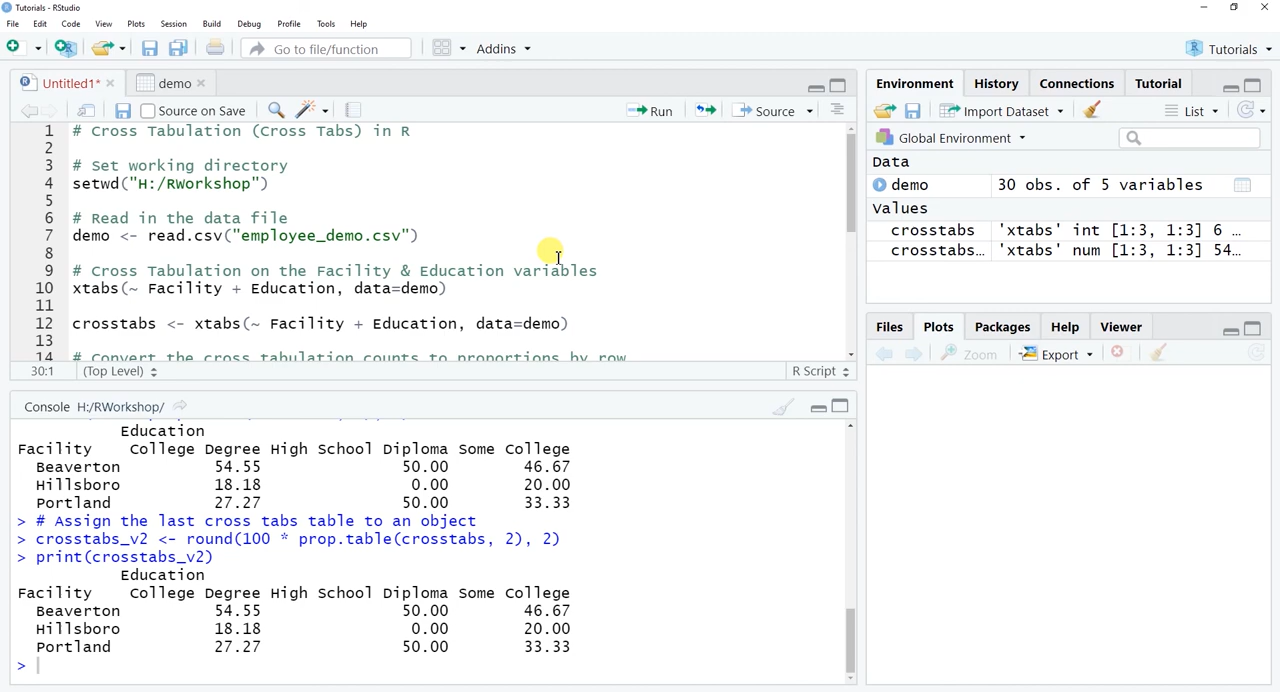 Tutorials - RStudio
File Edit Code View Plots Session Build Debug Profile Tools Help
Go to file/function Addins Tutorials
Untitled1* demo
Source on Save Run Source
1 # Cross Tabulation (Cross Tabs) in R
2
3 # Set working directory
4 setwd("H:/RWorkshop")
5
6 # Read in the data file
7 demo <- read.csv("employee_demo.csv")
8
9 # Cross Tabulation on the Facility & Education variables
10 xtabs(~ Facility + Education, data=demo)
11
12 crosstabs <- xtabs(~ Facility + Education, data=demo)
13
14 # Convert the cross tabulation counts to proportions by row
30:1 (Top Level) R Script
Console H:/RWorkshop/
Education
Facility College Degree High School Diploma Some College
Beaverton 54.55 50.00 46.67
Hillsboro 18.18 0.00 20.00
Portland 27.27 50.00 33.33
> # Assign the last cross tabs table to an object
> crosstabs_v2 <- round(100 * prop.table(crosstabs, 2), 2)
> print(crosstabs_v2)
Education
Facility College Degree High School Diploma Some College
Beaverton 54.55 50.00 46.67
Hillsboro 18.18 0.00 20.00
Portland 27.27 50.00 33.33
>
Environment History Connections Tutorial
Import Dataset List
Global Environment
Data
demo 30 obs. of 5 variables
Values
crosstabs 'xtabs' int [1:3, 1:3] 6 …
crosstabs… 'xtabs' num [1:3, 1:3] 54…
Files Plots Packages Help Viewer
Zoom Export